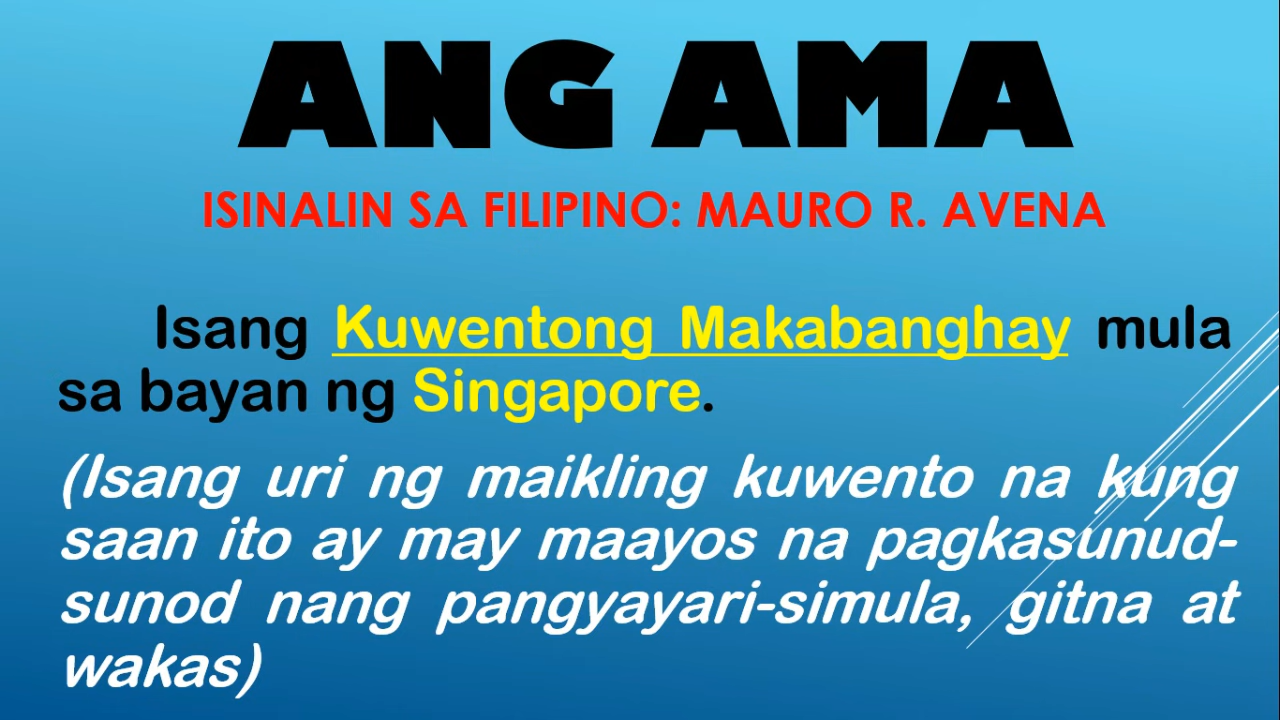 ANG AMA
ISINALIN SA FILIPINO: MAURO R. AVENA
Isang Kuwentong Makabanghay mula
sa bayan ng Singapore.
(Isang uri ng maikling kuwento na kung
saan ito ay may maayos na pagkasunud-
sunod nang pangyayari-simula, gitna at
wakas)